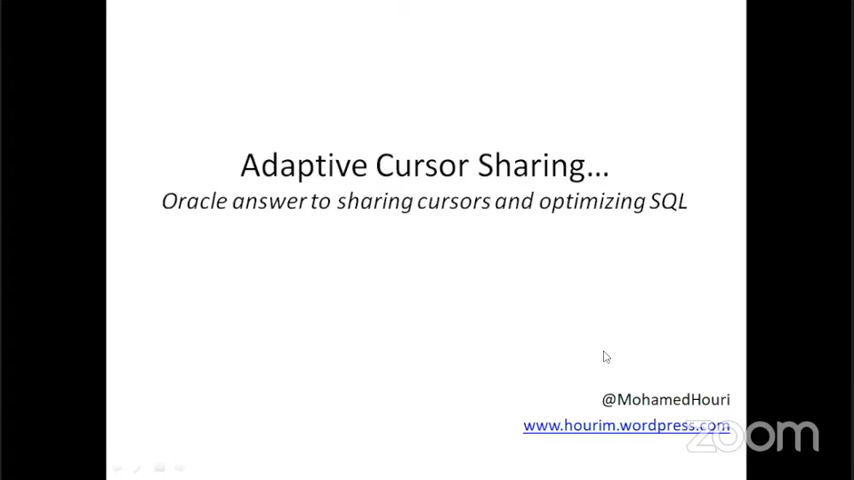 Adaptive Cursor Sharing...
Oracle answer to sharing cursors and optimizing SQL
@MohamedHouri
www.hourim.wordpress.com
zoom